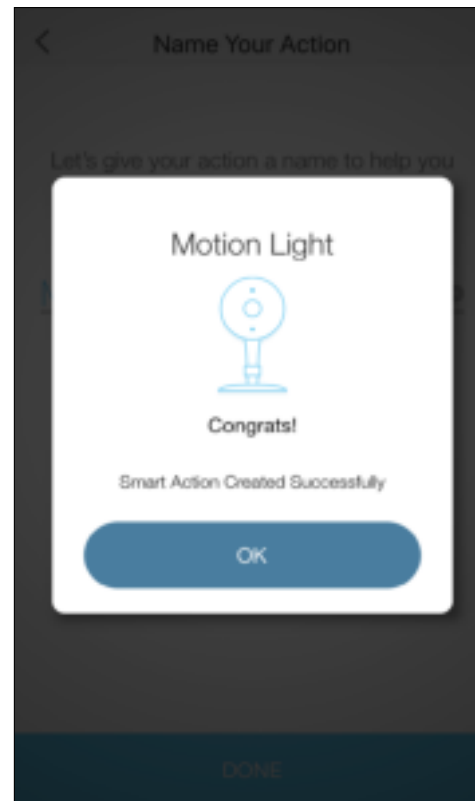 Name Your Action
Let's give your action a name to help you
Motion Light
Congrats!
Smart Action Created Successfully
OK
DONE